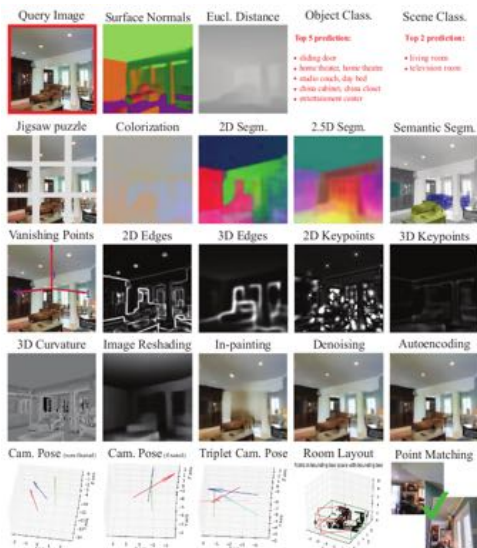 Query Image
Surface Normals
Eucl. Distance
Object Class.
Scene Class.
Top 5 prediction:
sliding door
home theater, home theatre
studio couch, day bed
china cabinet, china closet
entertainment center
Top 2 prediction:
living room
television room
Jigsaw puzzle
Colorization
2D Segm.
2.5D Segm.
Semantic Segm.
Vanishing Points
2D Edges
3D Edges
2D Keypoints
3D Keypoints
3D Curvature
Image Reshading
In-painting
Denoising
Autoencoding
Cam. Pose (non-fixated)
Cam. Pose (fixated)
Triplet Cam. Pose
Room Layout
Point Matching